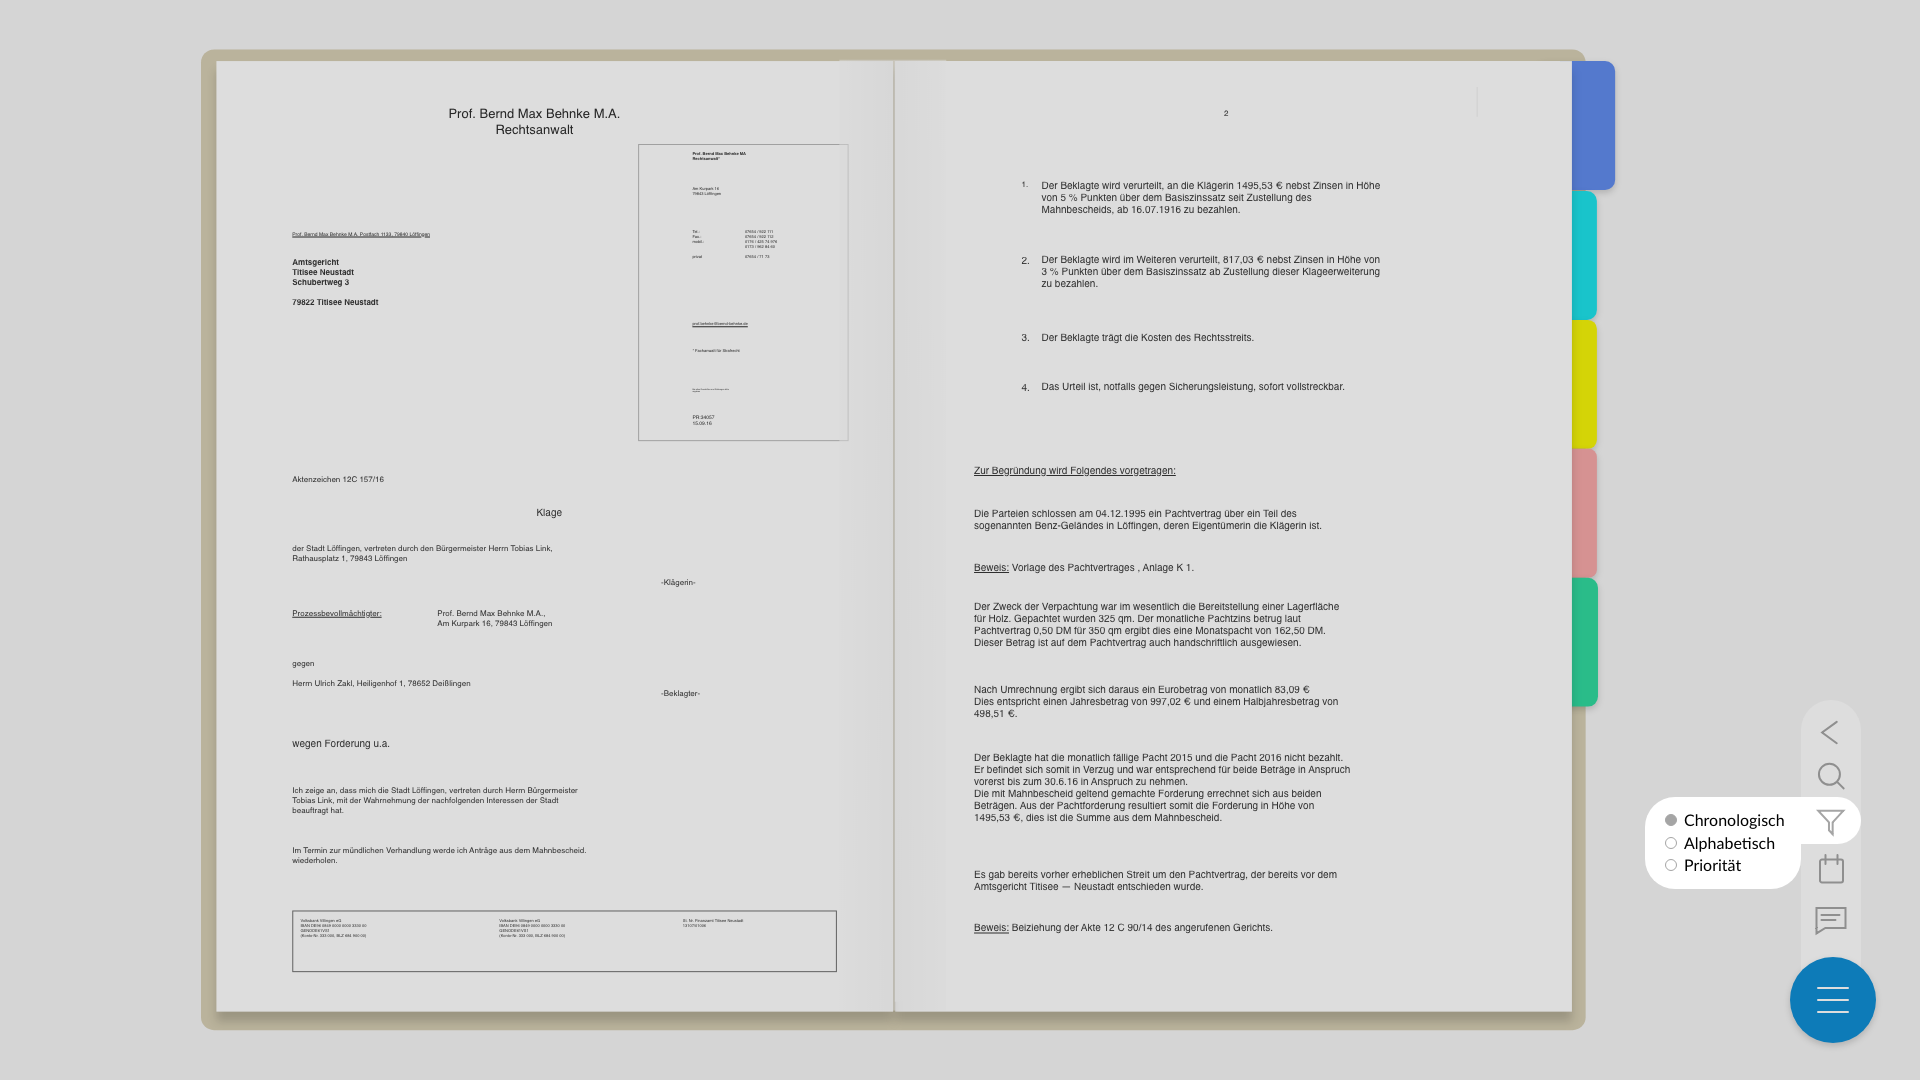 Prof. Bernd Max Behnke M.A.
Rechtsanwalt
Prof. Bernd Max Behnke MA
Rechtsanwalt*
Am Kurpark 16
79843 Löffingen
Tel.: 07654 / 922 171
Fax.: 07654 / 922 172
mobil.:
privat 07654 / 71 73
Prof. Bernd Max Behnke M.A. Postfach 1133, 79840 Löffingen
Amtsgericht
Titisee Neustadt
Schubertweg 3
79822 Titisee Neustadt
* Fachanwalt für Strafrecht
PR 34057
15.09.16
Aktenzeichen 12C 157/16
Klage
der Stadt Löffingen, vertreten durch den Bürgermeister Herrn Tobias Link,
Rathausplatz 1, 79843 Löffingen
-Klägerin-
Prozessbevollmächtigter: Prof. Bernd Max Behnke M.A.,
Am Kurpark 16, 79843 Löffingen
gegen
Herrn Ulrich Zakl, Heiligenhof 1, 78652 Deißlingen
-Beklagter-
wegen Forderung u.a.
Ich zeige an, dass mich die Stadt Löffingen, vertreten durch Herrn Bürgermeister
Tobias Link, mit der Wahrnehmung der nachfolgenden Interessen der Stadt
beauftragt hat.
Im Termin zur mündlichen Verhandlung werde ich Anträge aus dem Mahnbescheid.
wiederholen.
Volksbank Villingen eG
Volksbank Villingen eG
St. Nr. Finanzamt Titisee Neustadt
2
1. Der Beklagte wird verurteilt, an die Klägerin 1495,53 € nebst Zinsen in Höhe
von 5 % Punkten über dem Basiszinssatz seit Zustellung des
Mahnbescheids, ab 16.07.1916 zu bezahlen.
2. Der Beklagte wird im Weiteren verurteilt, 817,03 € nebst Zinsen in Höhe von
3 % Punkten über dem Basiszinssatz ab Zustellung dieser Klageerweiterung
zu bezahlen.
3. Der Beklagte trägt die Kosten des Rechtsstreits.
4. Das Urteil ist, notfalls gegen Sicherungsleistung, sofort vollstreckbar.
Zur Begründung wird Folgendes vorgetragen:
Die Parteien schlossen am 04.12.1995 ein Pachtvertrag über ein Teil des
sogenannten Benz-Geländes in Löffingen, deren Eigentümerin die Klägerin ist.
Beweis: Vorlage des Pachtvertrages , Anlage K 1.
Der Zweck der Verpachtung war im wesentlich die Bereitstellung einer Lagerfläche
für Holz. Gepachtet wurden 325 qm. Der monatliche Pachtzins betrug laut
Pachtvertrag 0,50 DM für 350 qm ergibt dies eine Monatspacht von 162,50 DM.
Dieser Betrag ist auf dem Pachtvertrag auch handschriftlich ausgewiesen.
Nach Umrechnung ergibt sich daraus ein Eurobetrag von monatlich 83,09 €
Dies entspricht einen Jahresbetrag von 997,02 € und einem Halbjahresbetrag von
498,51 €.
Der Beklagte hat die monatlich fällige Pacht 2015 und die Pacht 2016 nicht bezahlt.
Er befindet sich somit in Verzug und war entsprechend für beide Beträge in Anspruch
vorerst bis zum 30.6.16 in Anspruch zu nehmen.
Die mit Mahnbescheid geltend gemachte Forderung errechnet sich aus beiden
Beträgen. Aus der Pachtforderung resultiert somit die Forderung in Höhe von
1495,53 €, dies ist die Summe aus dem Mahnbescheid.
Es gab bereits vorher erheblichen Streit um den Pachtvertrag, der bereits vor dem
Amtsgericht Titisee — Neustadt entschieden wurde.
Beweis: Beiziehung der Akte 12 C 90/14 des angerufenen Gerichts.
Chronologisch
Alphabetisch
Priorität